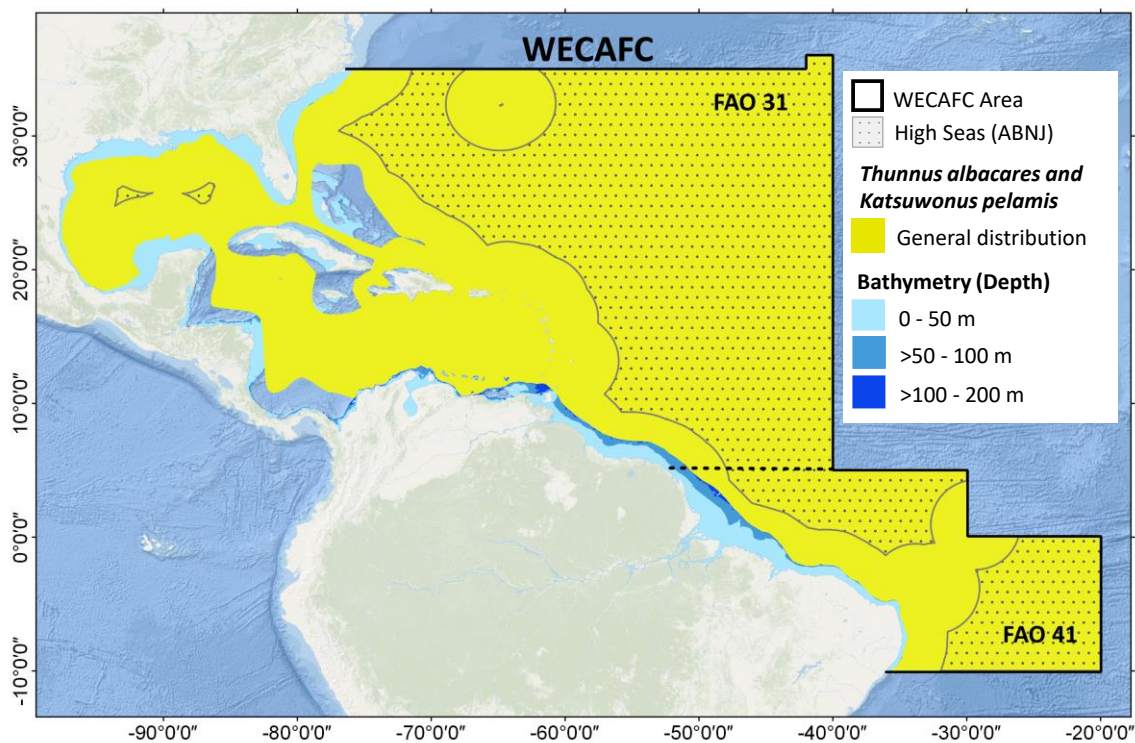 WECAFC
FAO 31
WECAFC Area
High Seas (ABNJ)
Thunnus albacares and
Katsuwonus pelamis
General distribution
Bathymetry (Depth)
0 - 50 m
>50 - 100 m
>100 - 200 m
FAO 41
30°0'0"
20°0'0"
10°0'0"
0°0'0"
-10°0'0"
-90°0'0"
-80°0'0"
-70°0'0"
-60°0'0"
-50°0'0"
-40°0'0"
-30°0'0"
-20°0'0"